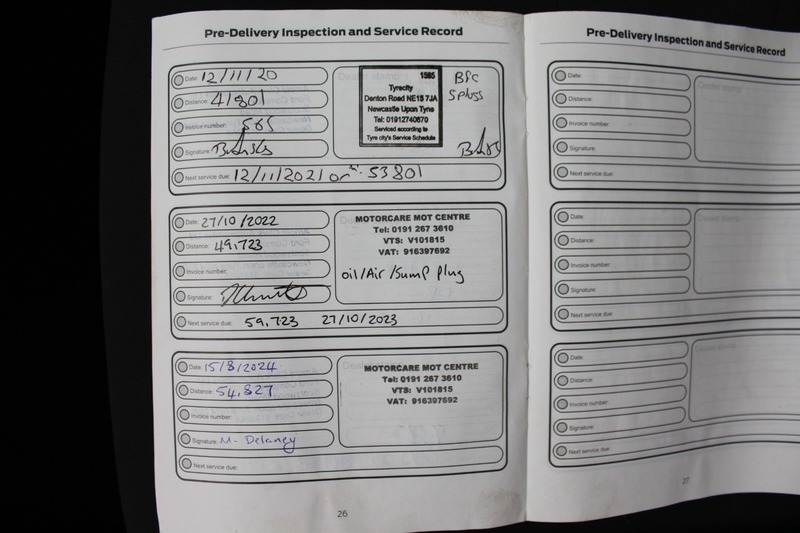 Pre-Delivery Inspection and Service Record
Date: 12/11/20
Distance: 41801
Invoice number: 565
Signature:
Next service due: 12/11/2021 or 53801
1565
Tyrecity
Denton Road NE15 7JA
Newcastle Upon Tyne
Tel: 01912740670
Serviced according to
Tyre city's Service Schedule
Date: 27/10/2022
Distance: 49,723
Invoice number:
Signature:
Next service due: 59,723 27/10/2023
MOTORCARE MOT CENTRE
Tel: 0191 267 3610
VTS: V101815
VAT: 916397692
oil/Air/Sump Plug
Date: 15/8/2024
Distance: 54,827
Invoice number:
Signature: M. Delaney
Next service due:
MOTORCARE MOT CENTRE
Tel: 0191 267 3610
VTS: V101815
VAT: 916397692
26
Pre-Delivery Inspection and Service Record
Date:
Distance:
Invoice number:
Signature:
Next service due:
Date:
Distance:
Invoice number:
Signature:
Next service due:
Date:
Distance:
Invoice number:
Signature:
Next service due:
27